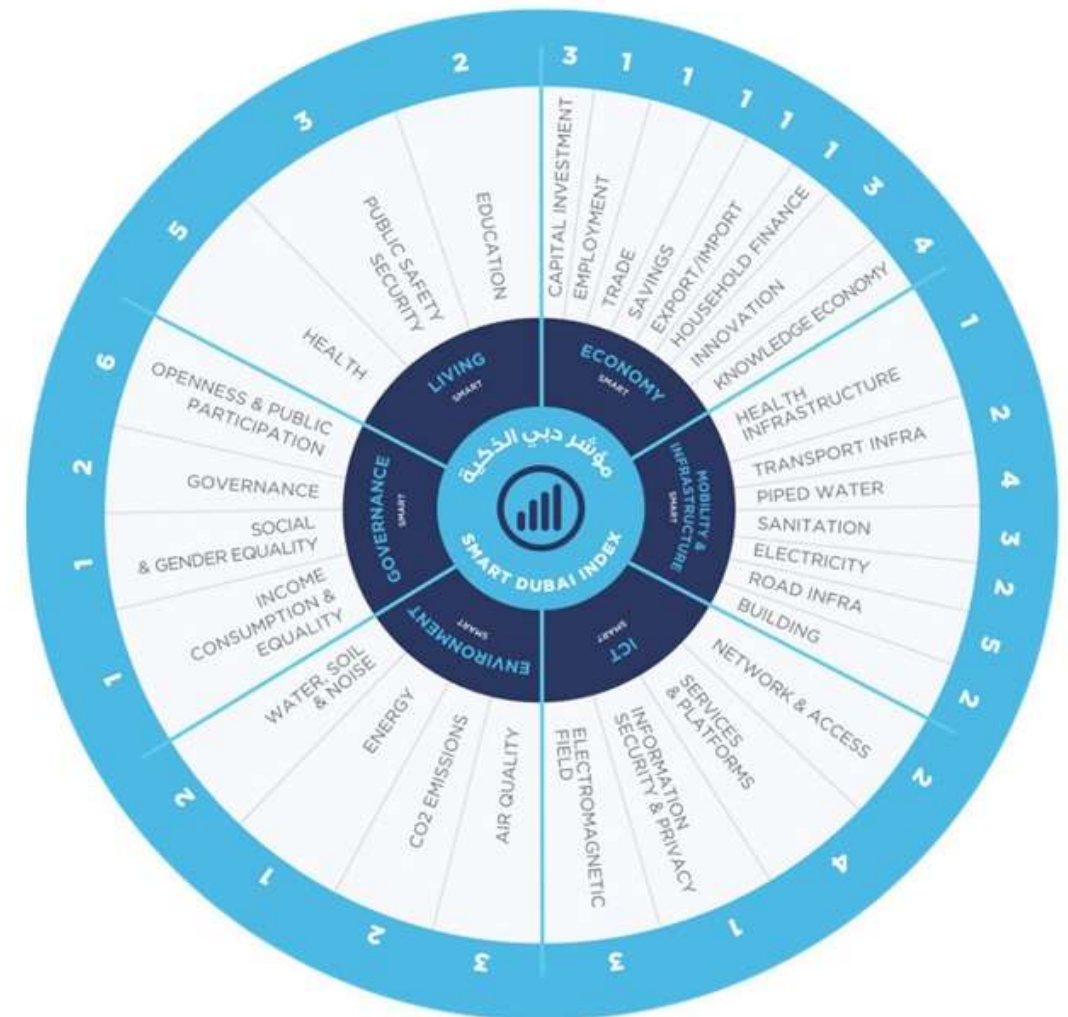 مؤشر دبي الذكية
SMART DUBAI INDEX
ECONOMY
SMART
3
CAPITAL INVESTMENT
1
EMPLOYMENT
1
TRADE
1
SAVINGS
1
EXPORT/IMPORT
1
HOUSEHOLD FINANCE
3
INNOVATION
4
KNOWLEDGE ECONOMY
MOBILITY &
INFRASTRUCTURE
SMART
1
HEALTH
INFRASTRUCTURE
2
TRANSPORT INFRA
4
PIPED WATER
3
SANITATION
2
ELECTRICITY
5
ROAD INFRA
2
BUILDING
ICT
SMART
2
NETWORK & ACCESS
4
SERVICES
& PLATFORMS
1
INFORMATION
SECURITY & PRIVACY
3
ELECTROMAGNETIC
FIELD
ENVIRONMENT
SMART
3
AIR QUALITY
2
CO2 EMISSIONS
1
ENERGY
2
WATER, SOIL
& NOISE
GOVERNANCE
SMART
1
INCOME
CONSUMPTION &
EQUALITY
1
SOCIAL
& GENDER EQUALITY
2
GOVERNANCE
6
OPENNESS & PUBLIC
PARTICIPATION
LIVING
SMART
5
HEALTH
3
PUBLIC SAFETY
SECURITY
2
EDUCATION